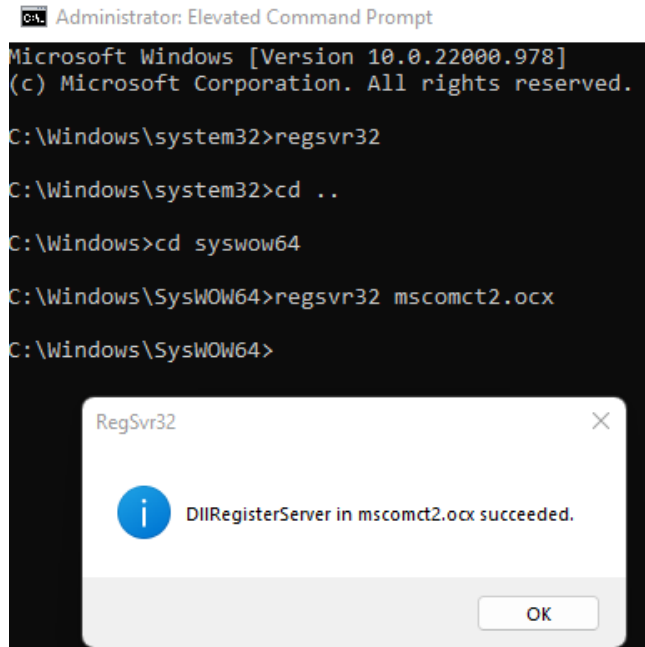 Administrator: Elevated Command Prompt
Microsoft Windows [Version 10.0.22000.978]
(c) Microsoft Corporation. All rights reserved.
C:\Windows\system32>regsvr32
C:\Windows\system32>cd ..
C:\Windows>cd syswow64
C:\Windows\SysWOW64>regsvr32 mscomct2.ocx
C:\Windows\SysWOW64>
RegSvr32
DllRegisterServer in mscomct2.ocx succeeded.
OK